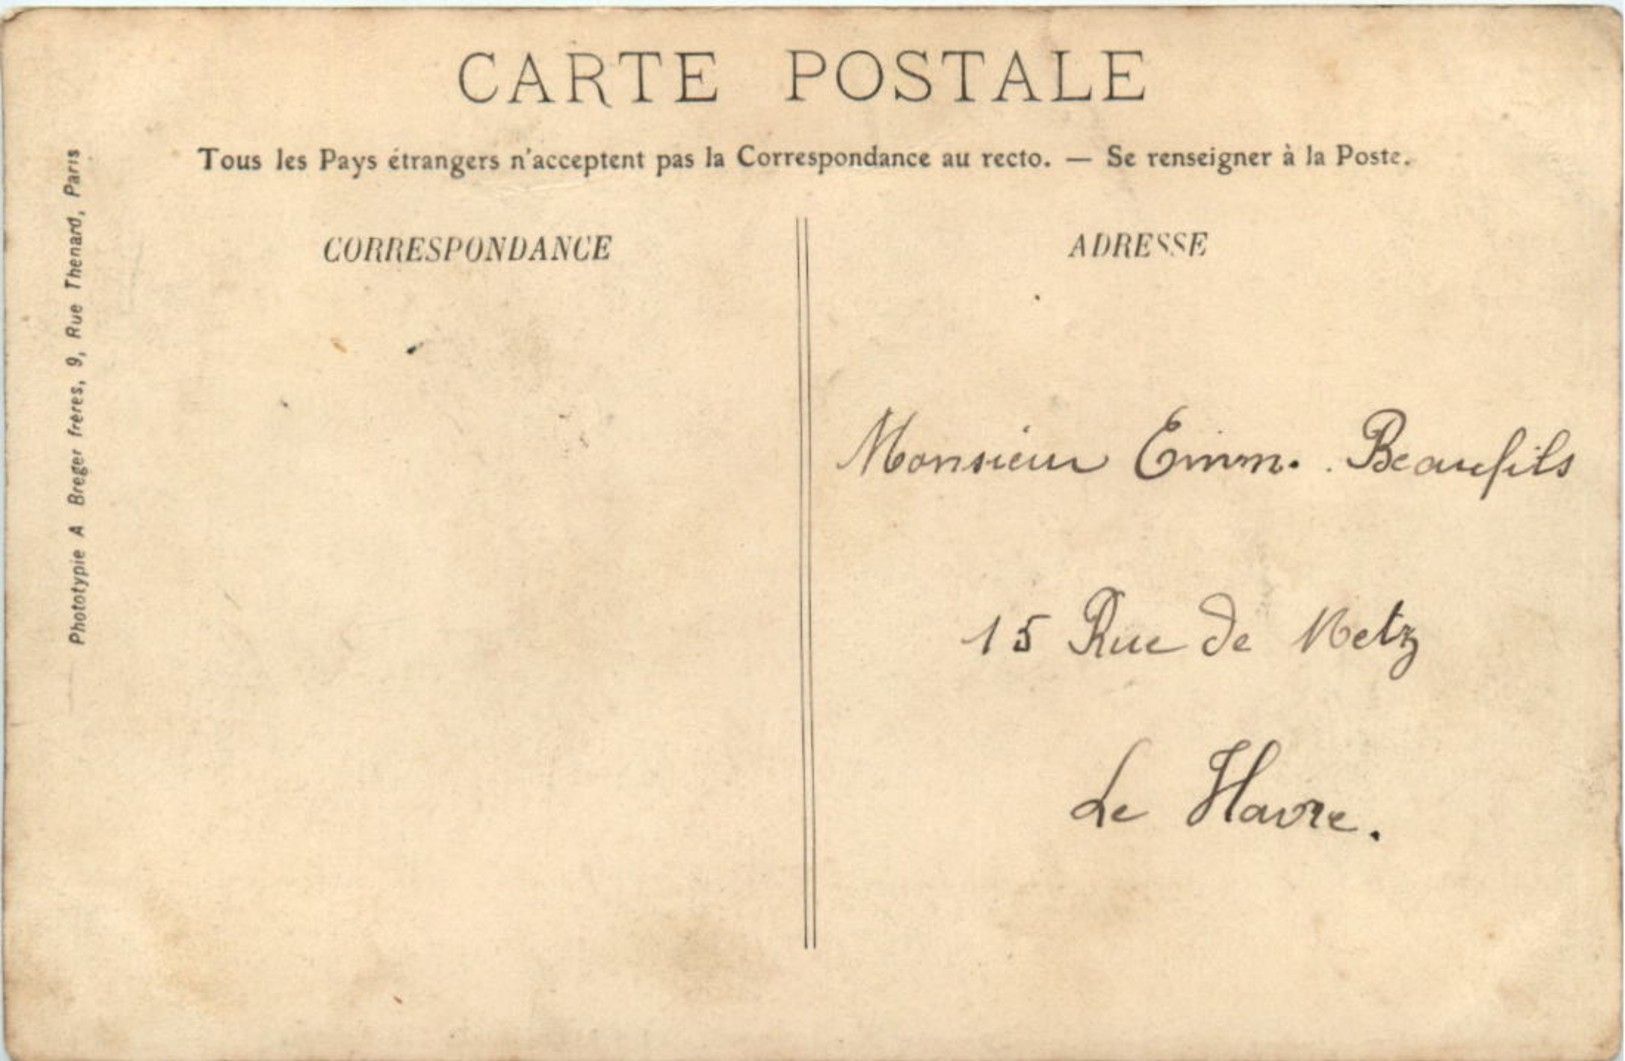 CARTE POSTALE
Tous les Pays étrangers n'acceptent pas la Correspondance au recto. — Se renseigner à la Poste.
CORRESPONDANCE
ADRESSE
Phototypie A Breger frères, 9, Rue Thenard, Paris
Monsieur Emm. Beaufils
15 Rue de Metz
Le Havre.